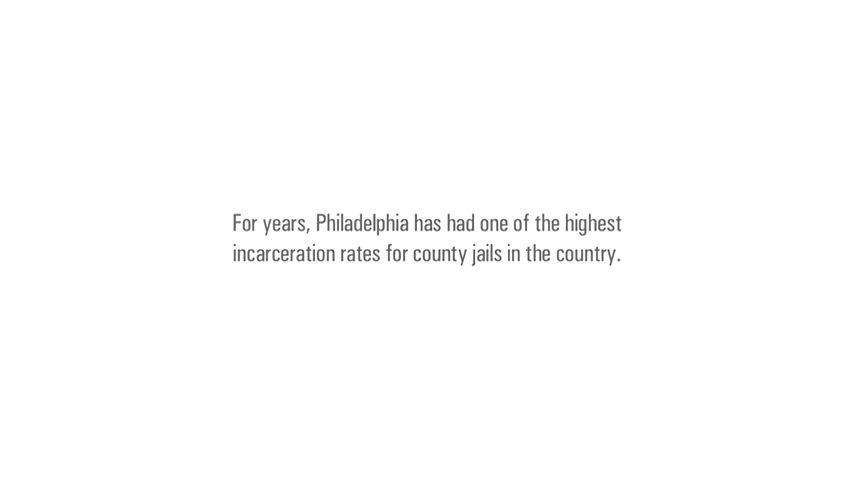 For years, Philadelphia has had one of the highest
incarceration rates for county jails in the country.